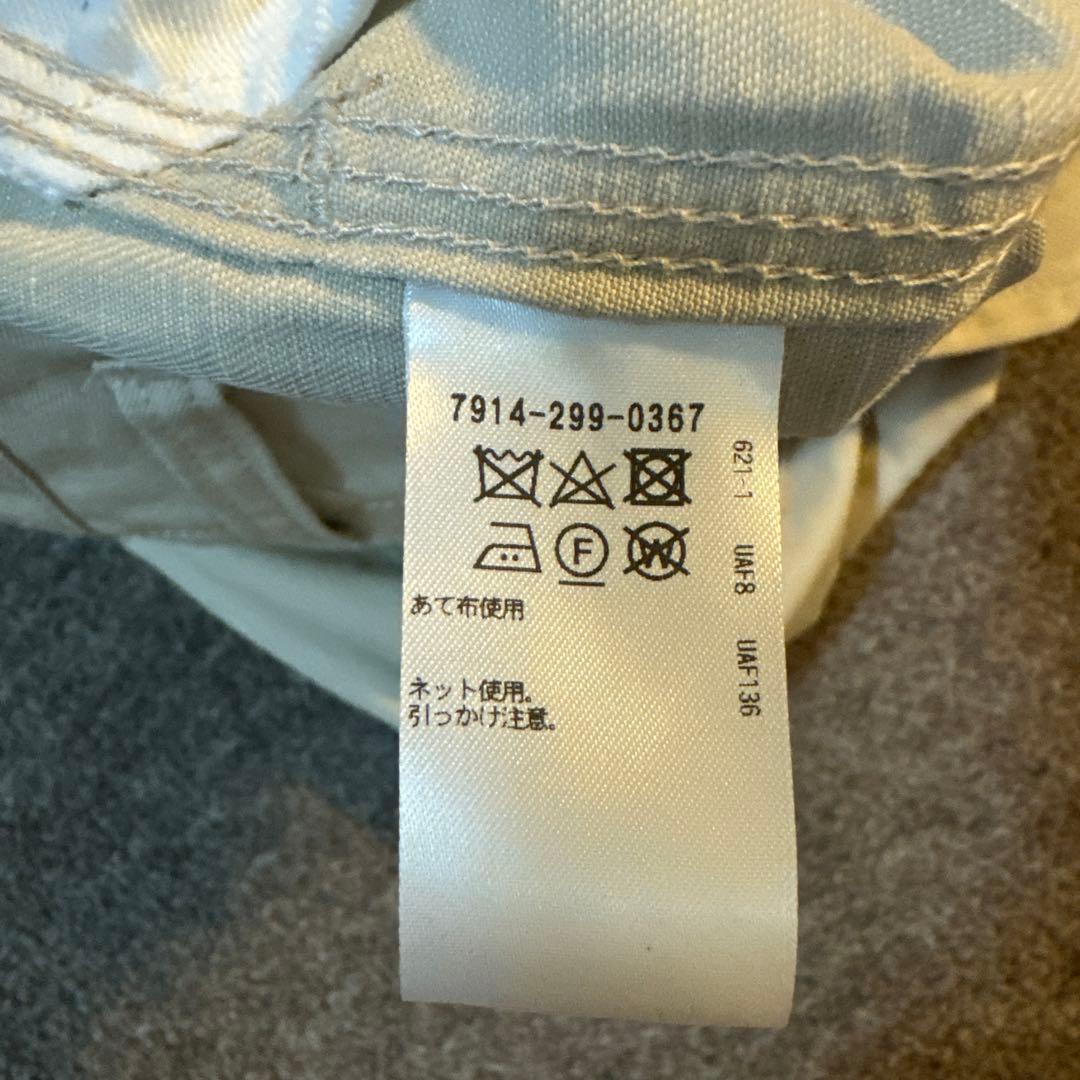 7914-299-0367
F W
あて布使用
ネット使用。
引っかけ注意。
621-1 UAF8 UAF136